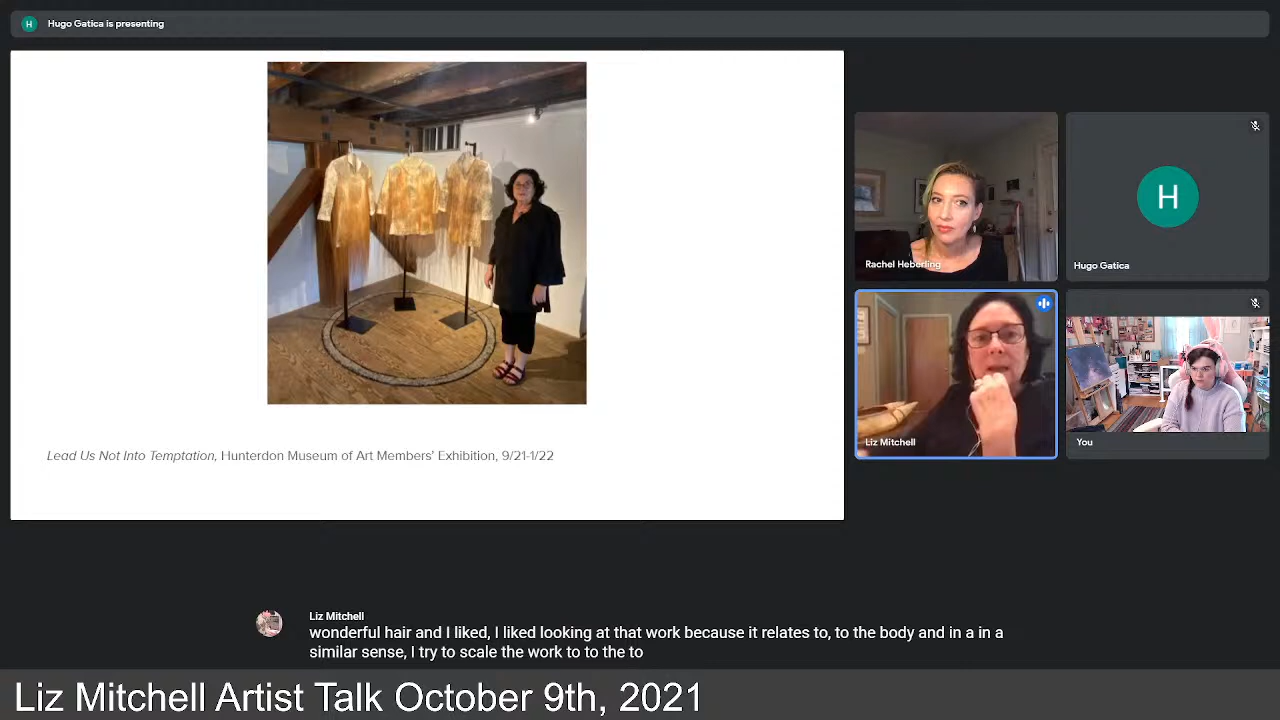 H Hugo Gatica is presenting
Lead Us Not Into Temptation, Hunterdon Museum of Art Members' Exhibition, 9/21-1/22
Rachel Heberling
H
Hugo Gatica
Liz Mitchell
You
Liz Mitchell
wonderful hair and I liked, I liked looking at that work because it relates to, to the body and in a in a
similar sense, I try to scale the work to to the to
Liz Mitchell Artist Talk October 9th, 2021